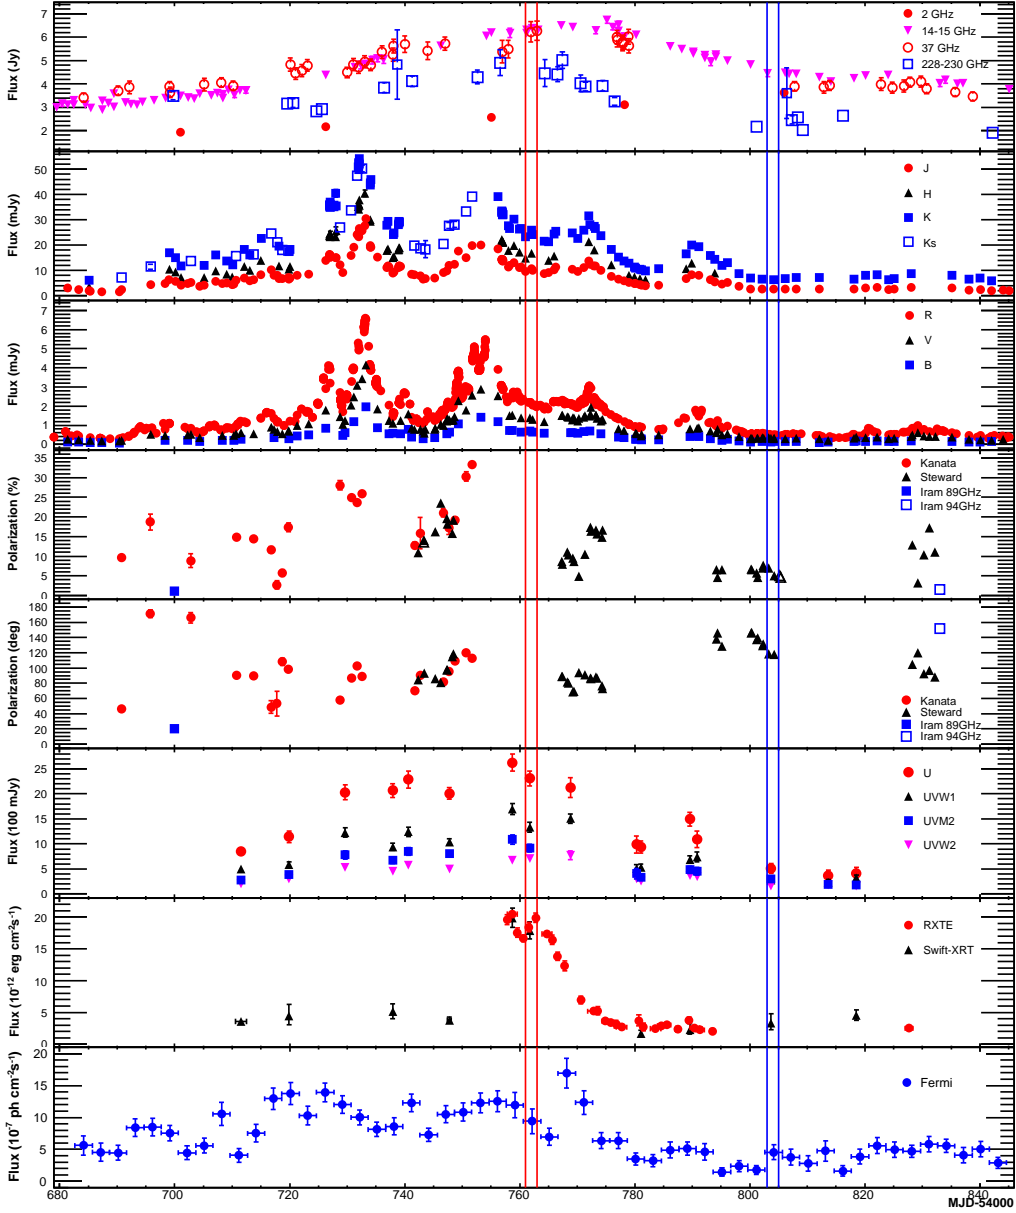 Flux (Jy)
7
6
5
4
3
2
1
0
2 GHz
14-15 GHz
37 GHz
228-230 GHz
Flux (mJy)
50
40
30
20
10
0
J
H
K
Ks
Flux (mJy)
7
6
5
4
3
2
1
0
R
V
B
Polarization (%)
35
30
25
20
15
10
5
0
Kanata
Steward
Iram 89GHz
Iram 94GHz
Polarization (deg)
180
160
140
120
100
80
60
40
20
0
Kanata
Steward
Iram 89GHz
Iram 94GHz
Flux (100 mJy)
25
20
15
10
5
0
U
UVW1
UVM2
UVW2
Flux (10⁻¹² erg cm⁻²s⁻¹)
20
15
10
5
0
RXTE
Swift-XRT
Flux (10⁻⁷ ph cm⁻²s⁻¹)
20
15
10
5
0
Fermi
680 700 720 740 760 780 800 820 840
MJD-54000